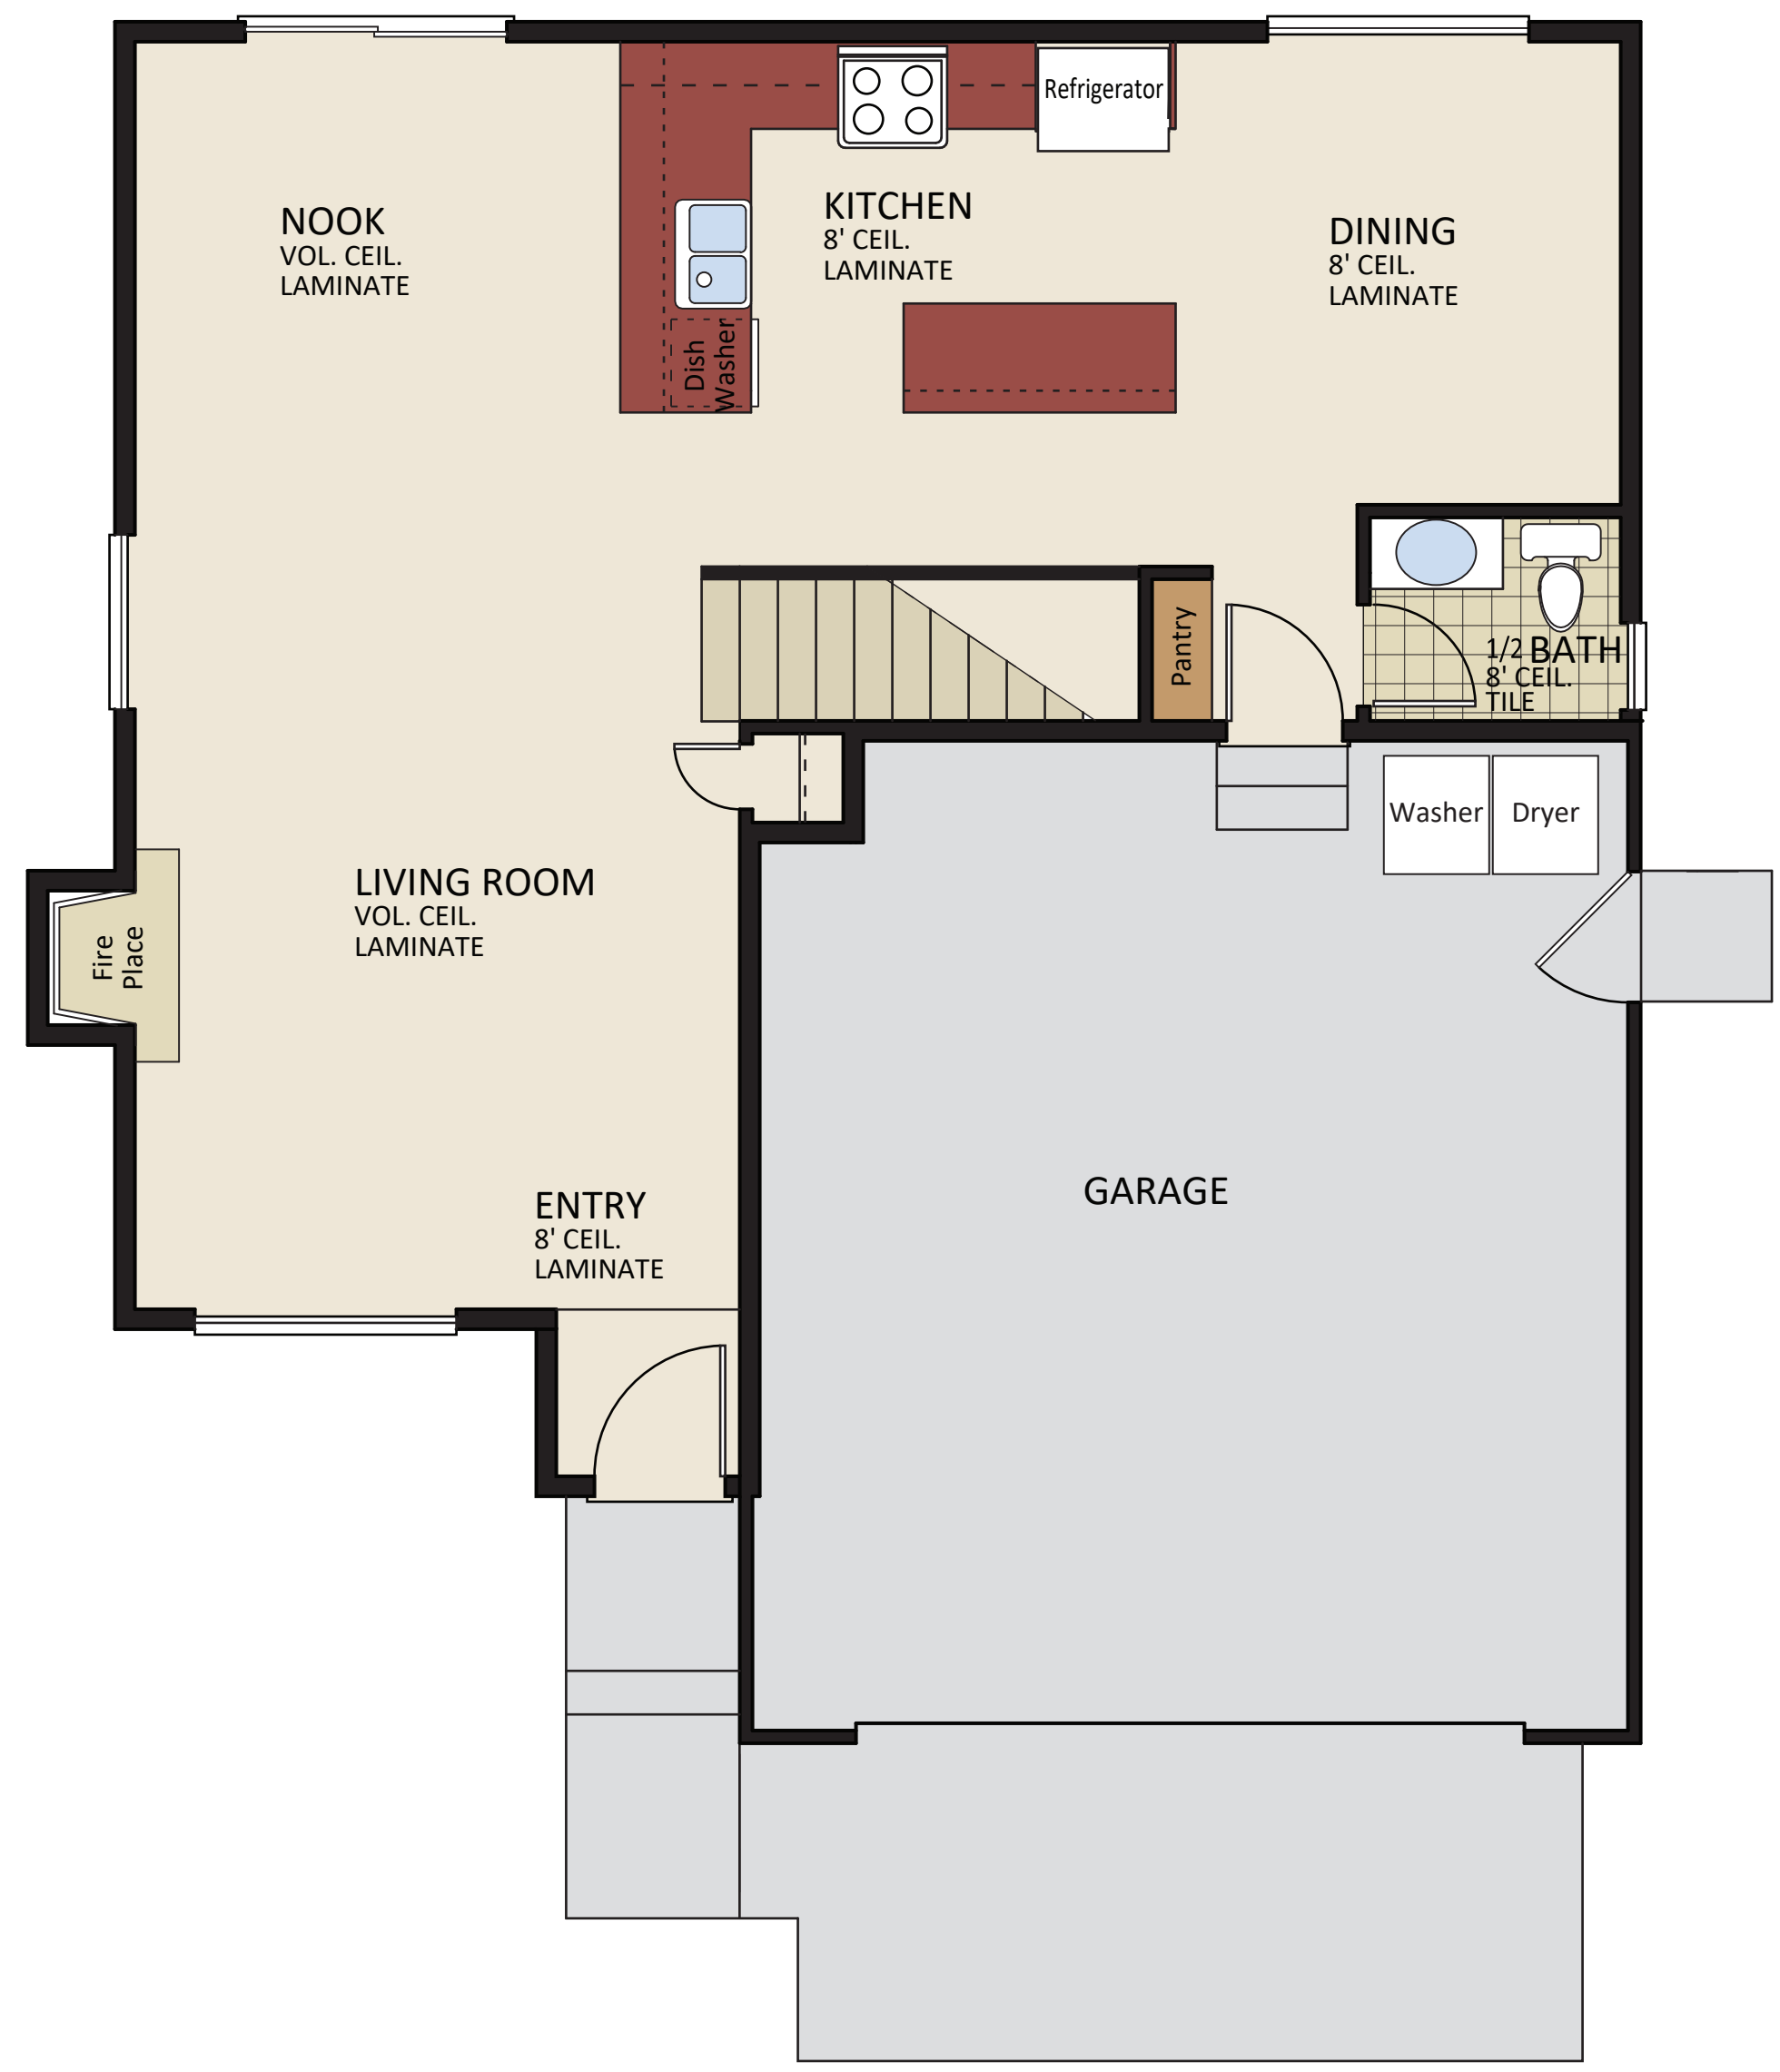 Refrigerator
NOOK
VOL. CEIL.
LAMINATE
KITCHEN
8' CEIL.
LAMINATE
DINING
8' CEIL.
LAMINATE
Dish
Washer
Pantry
1/2 BATH
8' CEIL.
TILE
Washer
Dryer
LIVING ROOM
VOL. CEIL.
LAMINATE
Fire
Place
GARAGE
ENTRY
8' CEIL.
LAMINATE